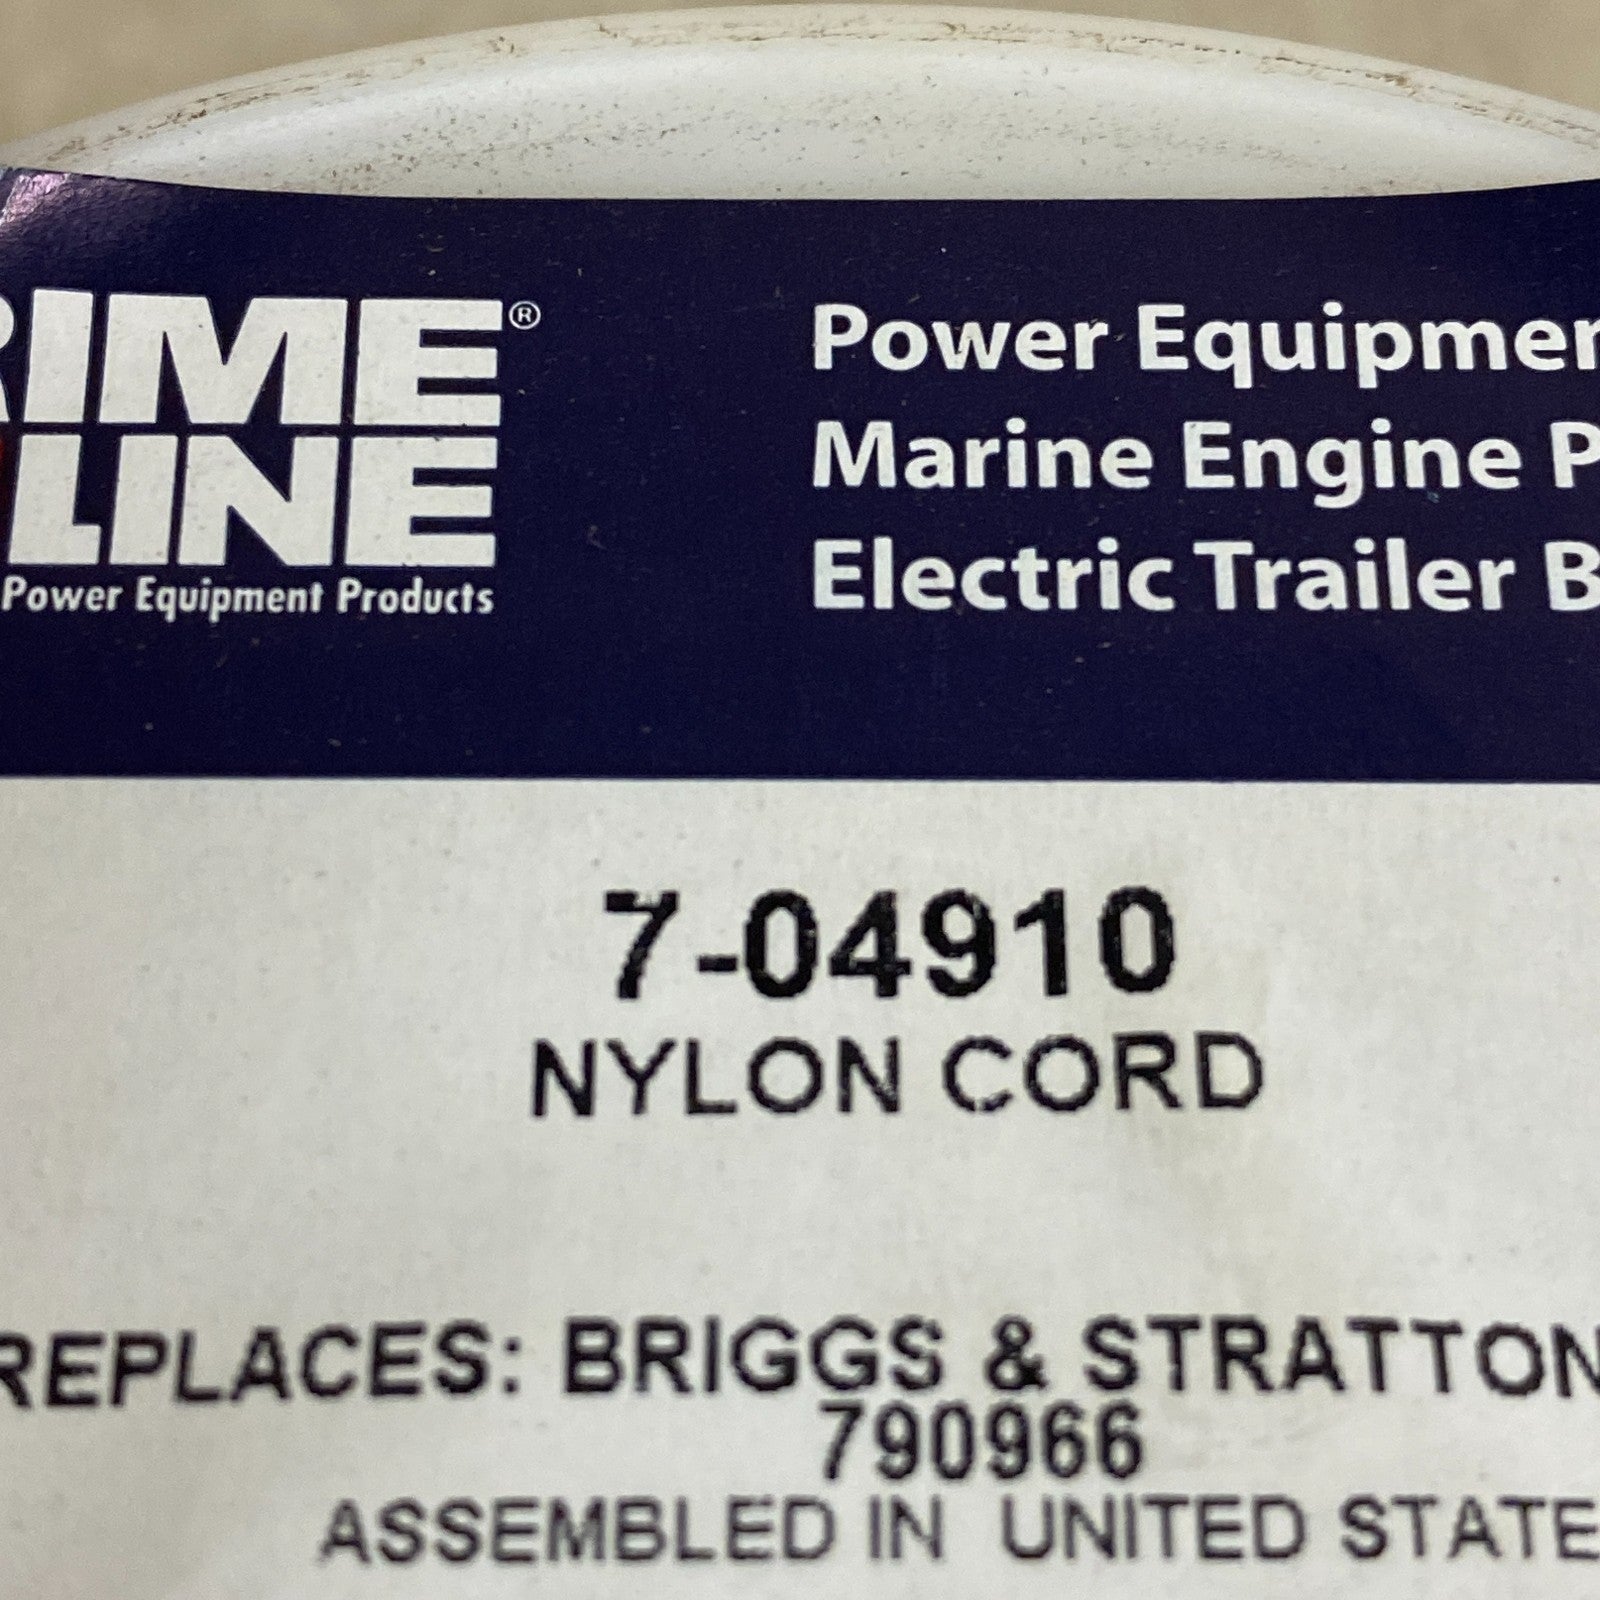 RIME®
LINE
Power Equipment Products
Power Equipmen
Marine Engine P
Electric Trailer B
7-04910
NYLON CORD
REPLACES: BRIGGS & STRATTON
790966
ASSEMBLED IN UNITED STATE